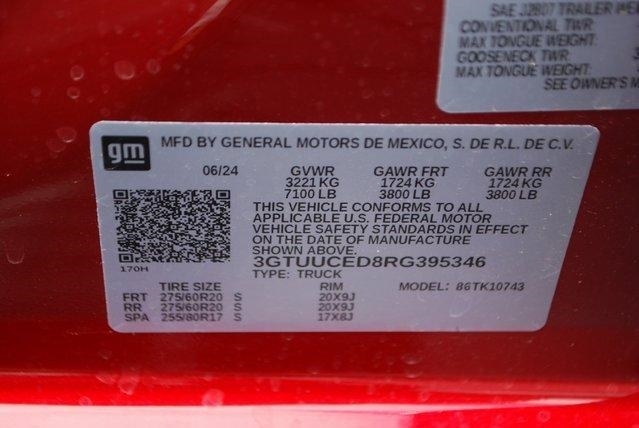 SAE J2807 TRAILER
CONVENTIONAL TWR:
MAX TONGUE WEIGHT:
GOOSENECK TWR:
MAX TONGUE WEIGHT:
SEE OWNER'S
gm
MFD BY GENERAL MOTORS DE MEXICO, S. DE R.L. DE C.V.
06/24 GVWR GAWR FRT GAWR RR
3221 KG 1724 KG 1724 KG
7100 LB 3800 LB 3800 LB
THIS VEHICLE CONFORMS TO ALL
APPLICABLE U.S. FEDERAL MOTOR
VEHICLE SAFETY STANDARDS IN EFFECT
ON THE DATE OF MANUFACTURE
SHOWN ABOVE.
3GTUUCED8RG395346
170H
TYPE: TRUCK
TIRE SIZE RIM MODEL: 86TK10743
FRT 275/60R20 S 20X9J
RR 275/60R20 S 20X9J
SPA 255/80R17 S 17X8J